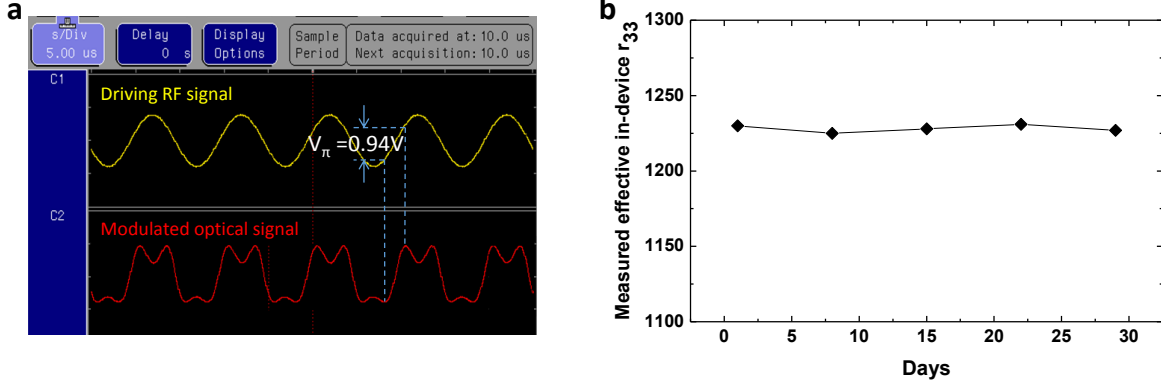 a
s/Div
5.00 us
Delay
0 s
Display
Options
Sample
Period
Data acquired at: 10.0 us
Next acquisition: 10.0 us
C1
Driving RF signal
V_π =0.94V
C2
Modulated optical signal
b
Measured effective in-device r_33
1300
1250
1200
1150
1100
0 5 10 15 20 25 30
Days